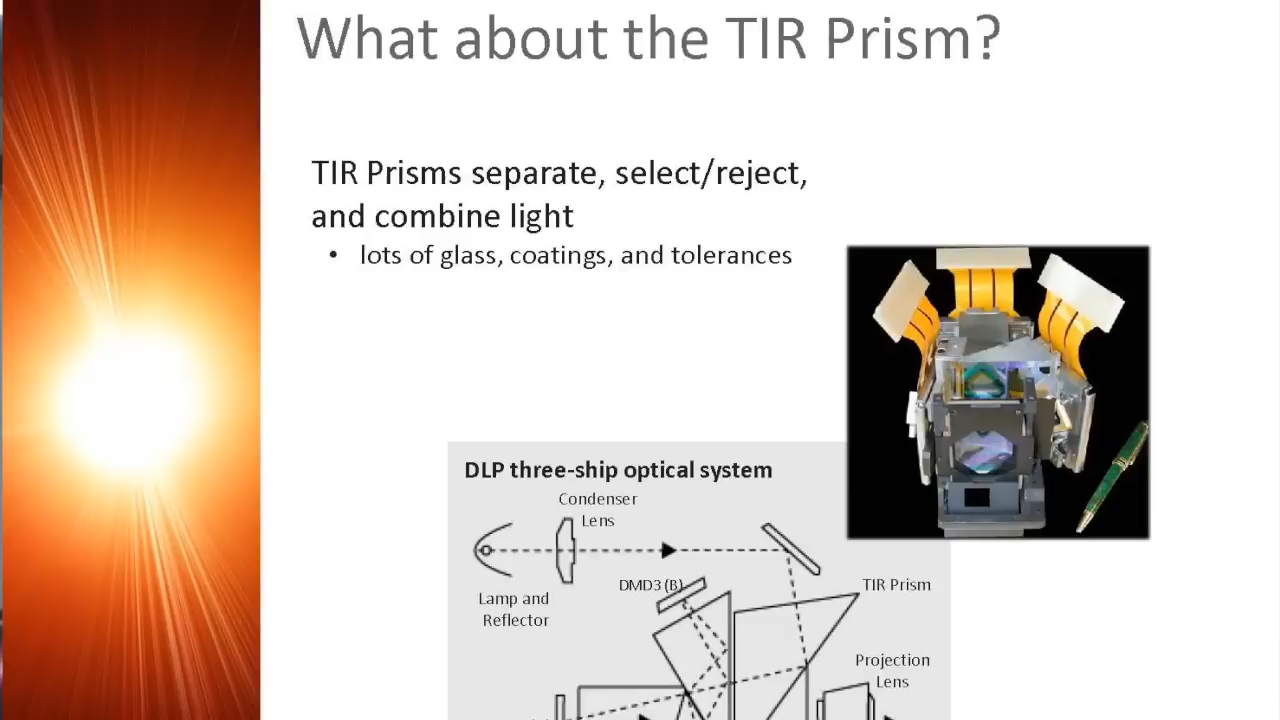 What about the TIR Prism?
TIR Prisms separate, select/reject,
and combine light
• lots of glass, coatings, and tolerances
DLP three-ship optical system
Condenser
Lens
Lamp and
Reflector
DMD3 (B)
TIR Prism
Projection
Lens